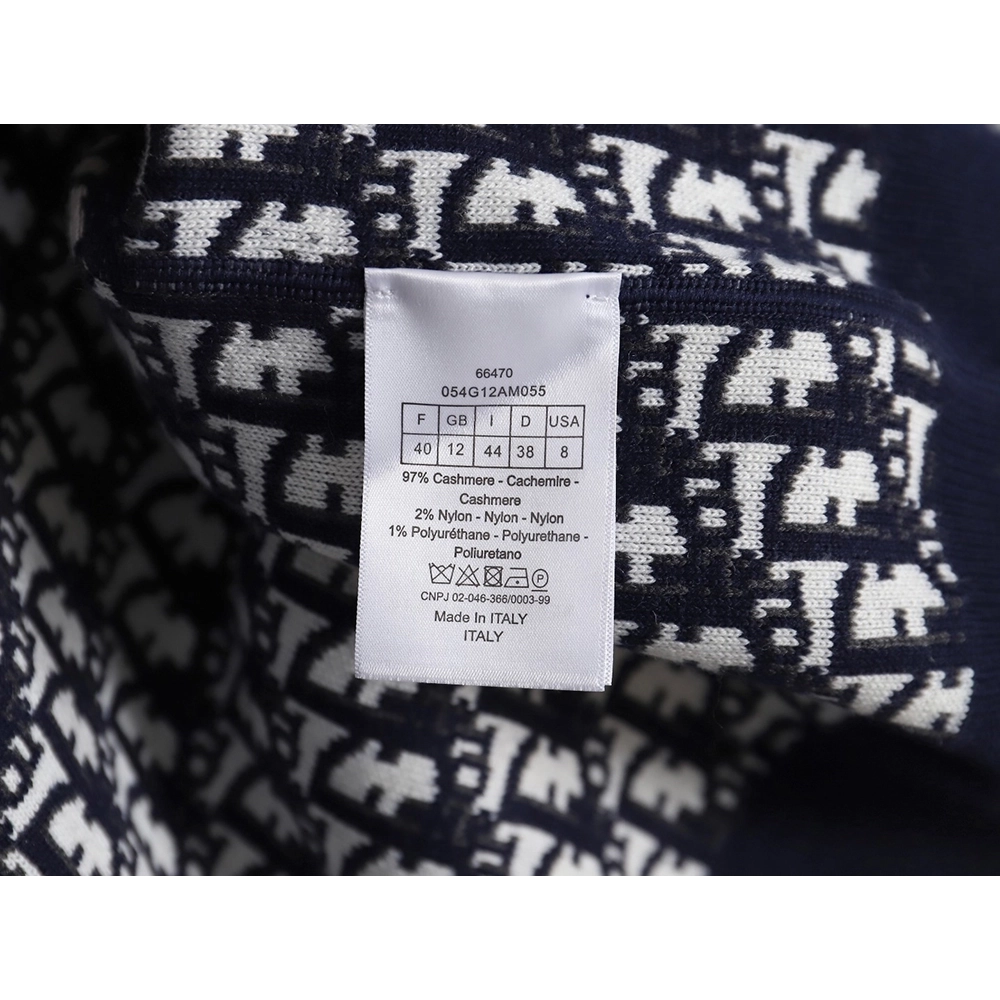 66470
054G12AM055
F GB I D USA
40 12 44 38 8
97% Cashmere - Cachemire -
Cashmere
2% Nylon - Nylon - Nylon
1% Polyuréthane - Polyurethane -
Poliuretano
P
CNPJ 02-046-366/0003-99
Made In ITALY
ITALY